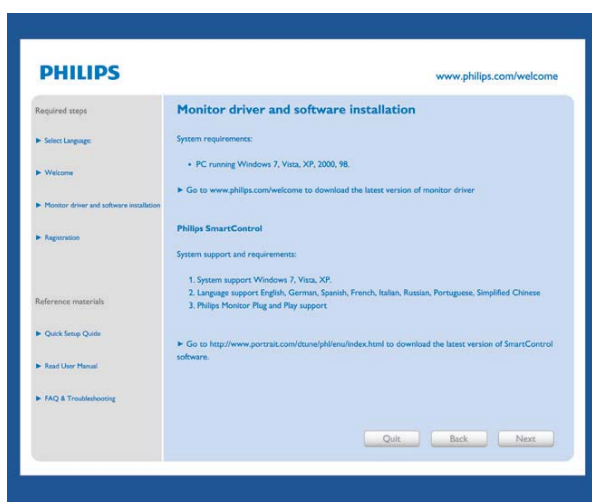 PHILIPS
www.philips.com/welcome
Required steps
Select Language:
Welcome
Monitor driver and software installation
Registration
Reference materials
Quick Setup Quide
Read User Manual
FAQ & Troubleshooting
Monitor driver and software installation
System requirements:
• PC running Windows 7, Vista, XP, 2000, 98.
Go to www.philips.com/welcome to download the latest version of monitor driver
Philips SmartControl
System support and requirements:
1. System support Windows 7, Vista, XP.
2. Language support English, German, Spanish, French, Italian, Russian, Portuguese, Simplified Chinese
3. Philips Monitor Plug and Play support
Go to http://www.portrait.com/dtune/phl/enu/index.html to download the latest version of SmartControl
software.
Quit
Back
Next